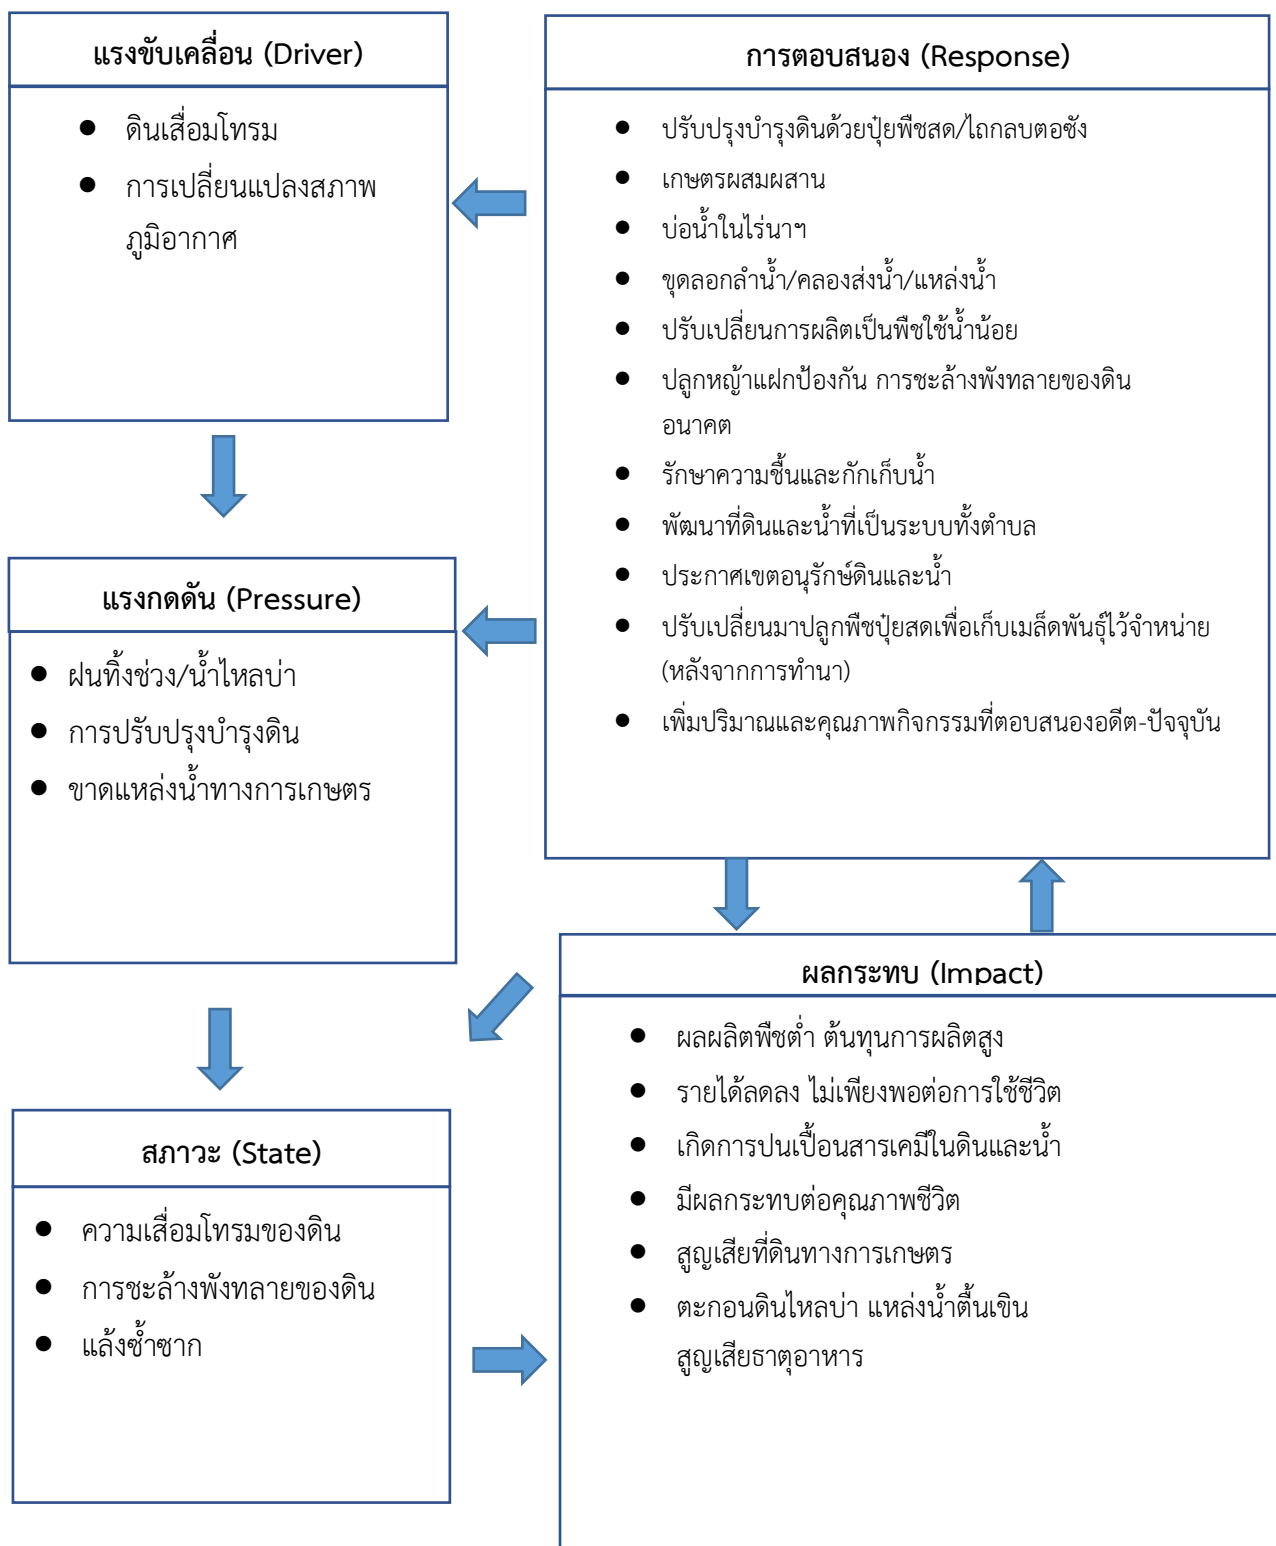 แรงขับเคลื่อน (Driver)
● ดินเสื่อมโทรม
● การเปลี่ยนแปลงสภาพ
ภูมิอากาศ
การตอบสนอง (Response)
● ปรับปรุงบำรุงดินด้วยปุ๋ยพืชสด/ไถกลบตอซัง
● เกษตรผสมผสาน
● บ่อน้ำในไร่นาฯ
● ขุดลอกลำน้ำ/คลองส่งน้ำ/แหล่งน้ำ
● ปรับเปลี่ยนการผลิตเป็นพืชใช้น้ำน้อย
● ปลูกหญ้าแฝกป้องกัน การชะล้างพังทลายของดิน
อนาคต
● รักษาความชื้นและกักเก็บน้ำ
● พัฒนาที่ดินและน้ำที่เป็นระบบทั้งตำบล
● ประกาศเขตอนุรักษ์ดินและน้ำ
● ปรับเปลี่ยนมาปลูกพืชปุ๋ยสดเพื่อเก็บเมล็ดพันธุ์ไว้จำหน่าย
(หลังจากการทำนา)
● เพิ่มปริมาณและคุณภาพกิจกรรมที่ตอบสนองอดีต-ปัจจุบัน
แรงกดดัน (Pressure)
● ฝนทิ้งช่วง/น้ำไหลบ่า
● การปรับปรุงบำรุงดิน
● ขาดแหล่งน้ำทางการเกษตร
ผลกระทบ (Impact)
● ผลผลิตพืชต่ำ ต้นทุนการผลิตสูง
● รายได้ลดลง ไม่เพียงพอต่อการใช้ชีวิต
● เกิดการปนเปื้อนสารเคมีในดินและน้ำ
● มีผลกระทบต่อคุณภาพชีวิต
● สูญเสียที่ดินทางการเกษตร
● ตะกอนดินไหลบ่า แหล่งน้ำตื้นเขิน
สูญเสียธาตุอาหาร
สภาวะ (State)
● ความเสื่อมโทรมของดิน
● การชะล้างพังทลายของดิน
● แล้งซ้ำซาก